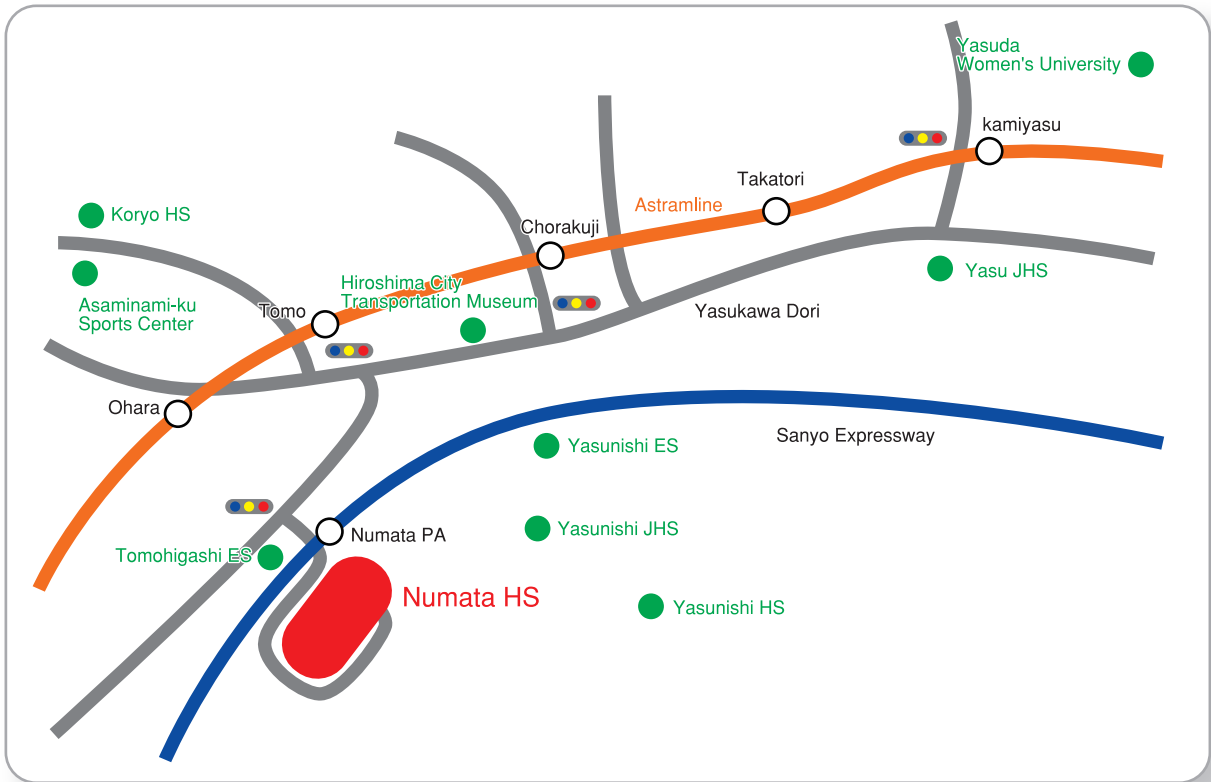 Yasuda
Women's University
kamiyasu
Takatori
Astramline
Koryo HS
Chorakuji
Asaminami-ku
Sports Center
Tomo
Hiroshima City
Transportation Museum
Yasu JHS
Yasukawa Dori
Ohara
Sanyo Expressway
Yasunishi ES
Numata PA
Yasunishi JHS
Tomohigashi ES
Numata HS
Yasunishi HS